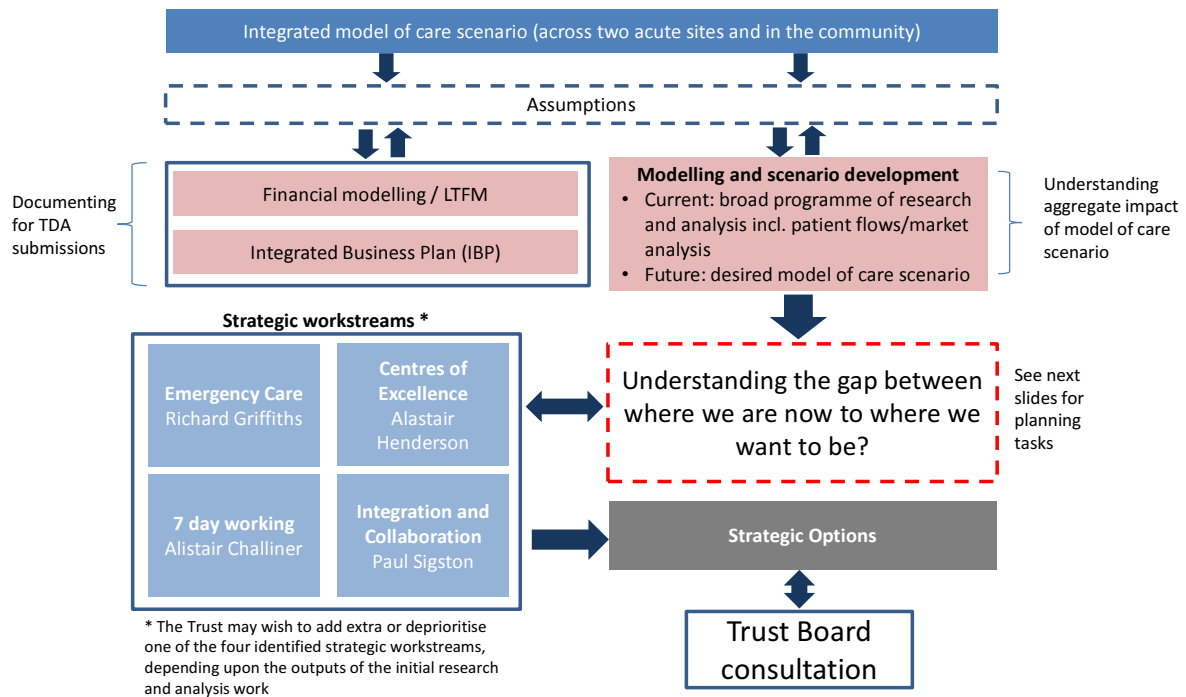 Integrated model of care scenario (across two acute sites and in the community)
Assumptions
Documenting
for TDA
submissions
Financial modelling / LTFM
Integrated Business Plan (IBP)
Modelling and scenario development
• Current: broad programme of research
and analysis incl. patient flows/market
analysis
• Future: desired model of care scenario
Understanding
aggregate impact
of model of care
scenario
Strategic workstreams *
Emergency Care
Richard Griffiths
Centres of
Excellence
Alastair
Henderson
7 day working
Alistair Challiner
Integration and
Collaboration
Paul Sigston
Understanding the gap between
where we are now to where we
want to be?
See next
slides for
planning
tasks
Strategic Options
Trust Board
consultation
* The Trust may wish to add extra or deprioritise
one of the four identified strategic workstreams,
depending upon the outputs of the initial research
and analysis work